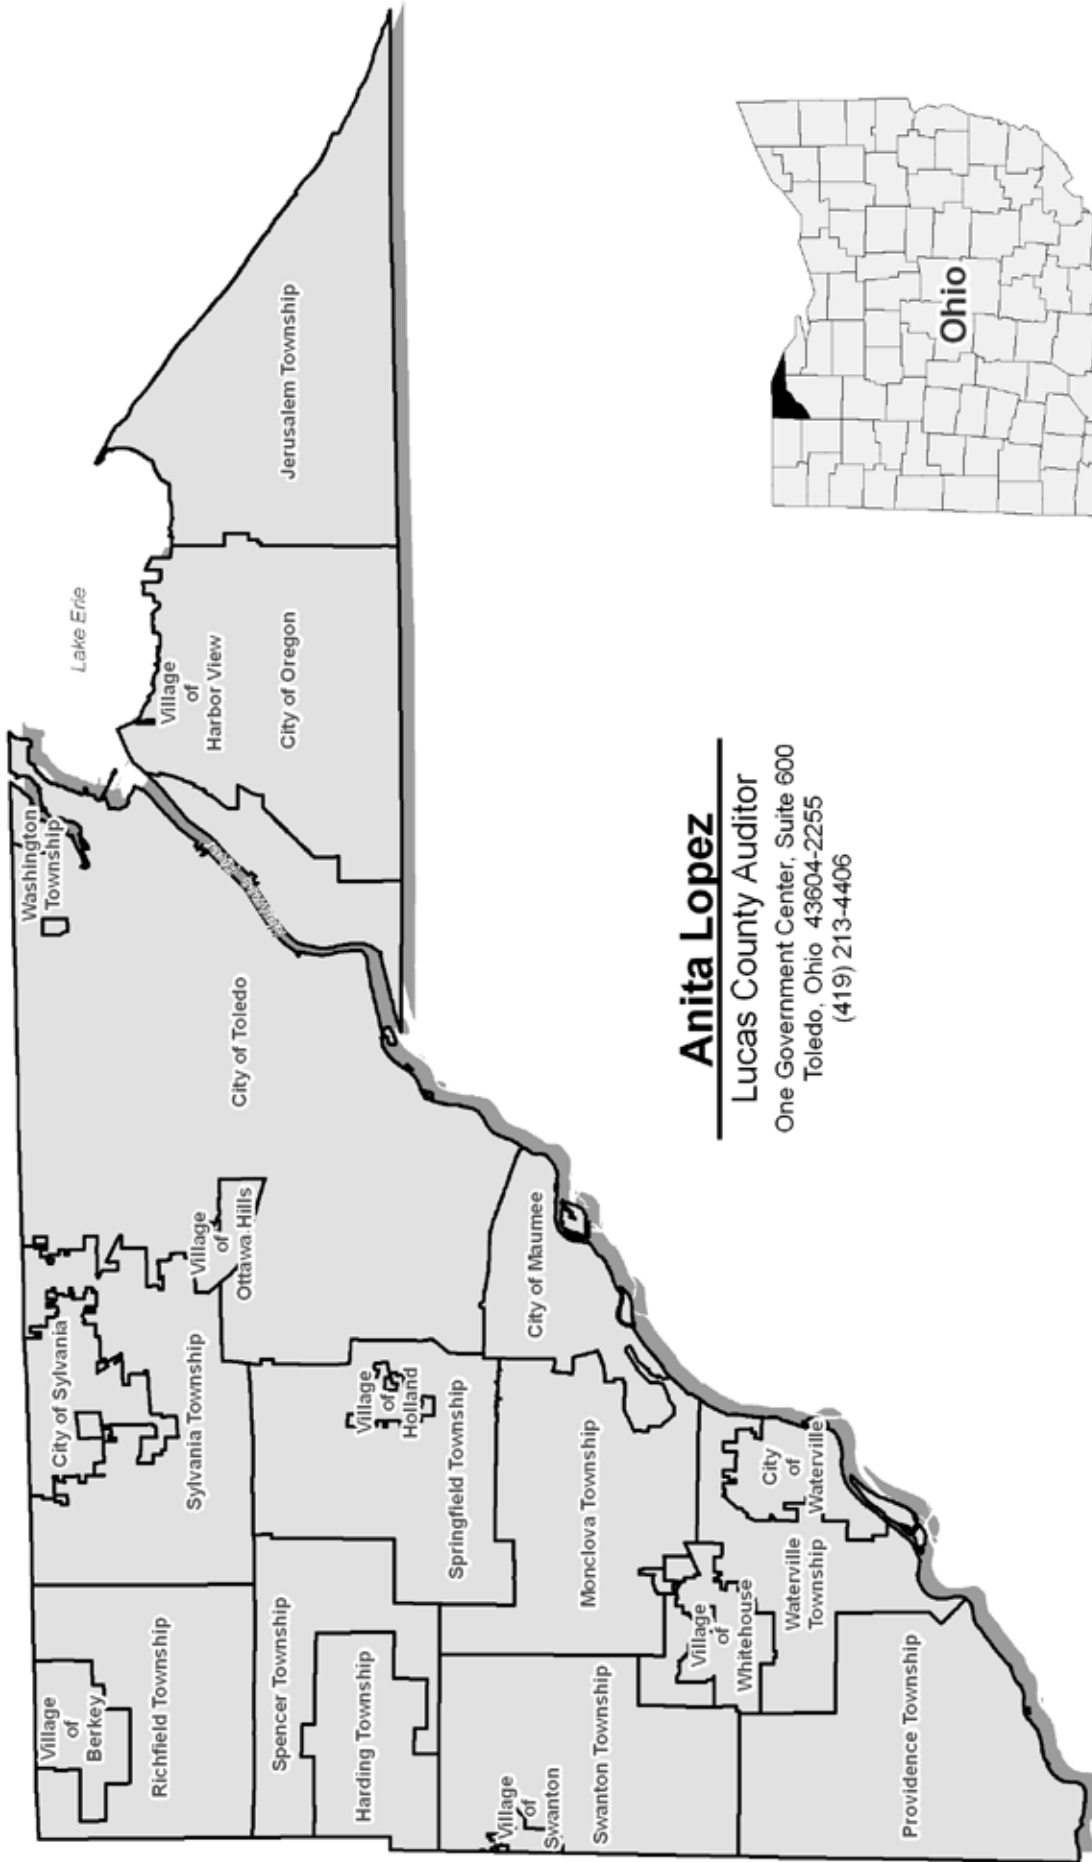 Lake Erie
Washington
Township
Village
of
Harbor View
City of Oregon
Jerusalem Township
City of Toledo
Village
of
Ottawa Hills
City of Sylvania
Sylvania Township
Village
of
Berkey
Richfield Township
Spencer Township
Harding Township
Village
of
Holland
Springfield Township
City of Maumee
Monclova Township
Village
of
Swanton
Swanton Township
Village
of
Whitehouse
City
of
Waterville
Waterville
Township
Providence Township
Anita Lopez
Lucas County Auditor
One Government Center, Suite 600
Toledo, Ohio 43604-2255
(419) 213-4406
Ohio